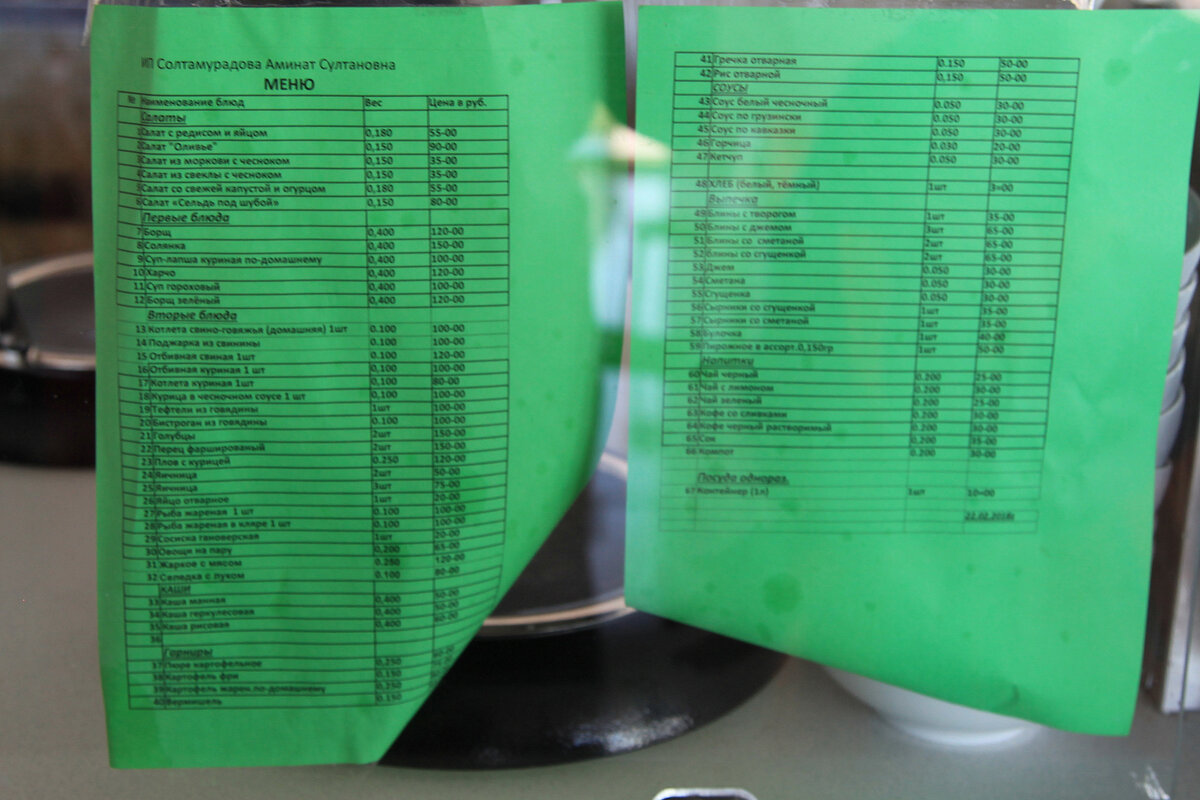 ИП Солтамурадова Аминат Султановна
МЕНЮ
№ Наименование блюд Вес Цена в руб.
Салаты
1 Салат с редисом и яйцом 0,180 55-00
2 Салат "Оливье" 0,150 90-00
3 Салат из моркови с чесноком 0,150 35-00
4 Салат из свеклы с чесноком 0,150 35-00
5 Салат со свежей капустой и огурцом 0,180 55-00
6 Салат «Сельдь под шубой» 0,150 80-00
Первые блюда
7 Борщ 0,400 120-00
8 Солянка 0,400 150-00
9 Суп-лапша куриная по-домашнему 0,400 100-00
10 Харчо 0,400 120-00
11 Суп гороховый 0,400 100-00
12 Борщ зелёный 0,400 120-00
Вторые блюда
13 Котлета свино-говяжья (домашняя) 1шт 0.100 100-00
14 Поджарка из свинины 0.100 100-00
15 Отбивная свиная 1шт 0.100 120-00
16 Отбивная куриная 1 шт 0,100 100-00
17 Котлета куриная 1шт 0,100 80-00
18 Курица в чесночном соусе 1 шт 0,100 100-00
19 Тефтели из говядины 1шт 100-00
20 Бистроган из говядины 0.100 100-00
21 Голубцы 2шт 150-00
22 Перец фаршированый 2шт 150-00
23 Плов с курицей 0.250 120-00
24 Яичница 2шт 50-00
25 Яичница 3шт 75-00
26 Яйцо отварное 1шт 20-00
27 Рыба жареная 1 шт 0.100 100-00
28 Рыба жареная в кляре 1 шт 0.100 100-00
29 Сосиска гановерская 1шт 20-00
30 Овощи на пару 0,200 65-00
31 Жаркое с мясом 0.280 120-00
32 Селедка с луком 0.100 80-00
КАШИ
33 Каша манная 0,400 50-00
34 Каша геркулесовая 0,400 50-00
35 Каша рисовая 0,400 60-00
36
Гарниры
37 Пюре картофельное 0,250
38 Картофель фри 0,150
39 Картофель жарен.по-домашнему 0,250
40 Вермишель 0,150
41 Гречка отварная 0.150 50-00
42 Рис отварной 0,150 50-00
СОУСЫ
43 Соус белый чесночный 0.050 30-00
44 Соус по грузински 0.050 30-00
45 Соус по кавказки 0.050 30-00
46 Горчица 0.030 20-00
47 Кетчуп 0.050 30-00
48 ХЛЕБ (белый, тёмный) 1шт 3=00
Выпечка
49 Блины с творогом 1шт 35-00
50 Блины с джемом 3шт 65-00
51 Блины со сметаной 2шт 65-00
52 Блины со сгущенкой 2шт 65-00
53 Джем 0.050 30-00
54 Сметана 0.050 30-00
55 Сгущенка 0.050 30-00
56 Сырники со сгущенкой 1шт 35-00
57 Сырники со сметаной 1шт 35-00
58 Булочка 1шт 40-00
59 Пирожное в ассорт.0,150гр 1шт 50-00
Напитки
60 Чай черный 0.200 25-00
61 Чай с лимоном 0.200 30-00
62 Чай зеленый 0.200 25-00
63 Кофе со сливками 0.200 30-00
64 Кофе черный растворимый 0.200 30-00
65 Сок 0,200 35-00
66 Компот 0.200 30-00
Посуда однораз.
67 Контейнер (1л) 1шт 10=00
22.02.2018г